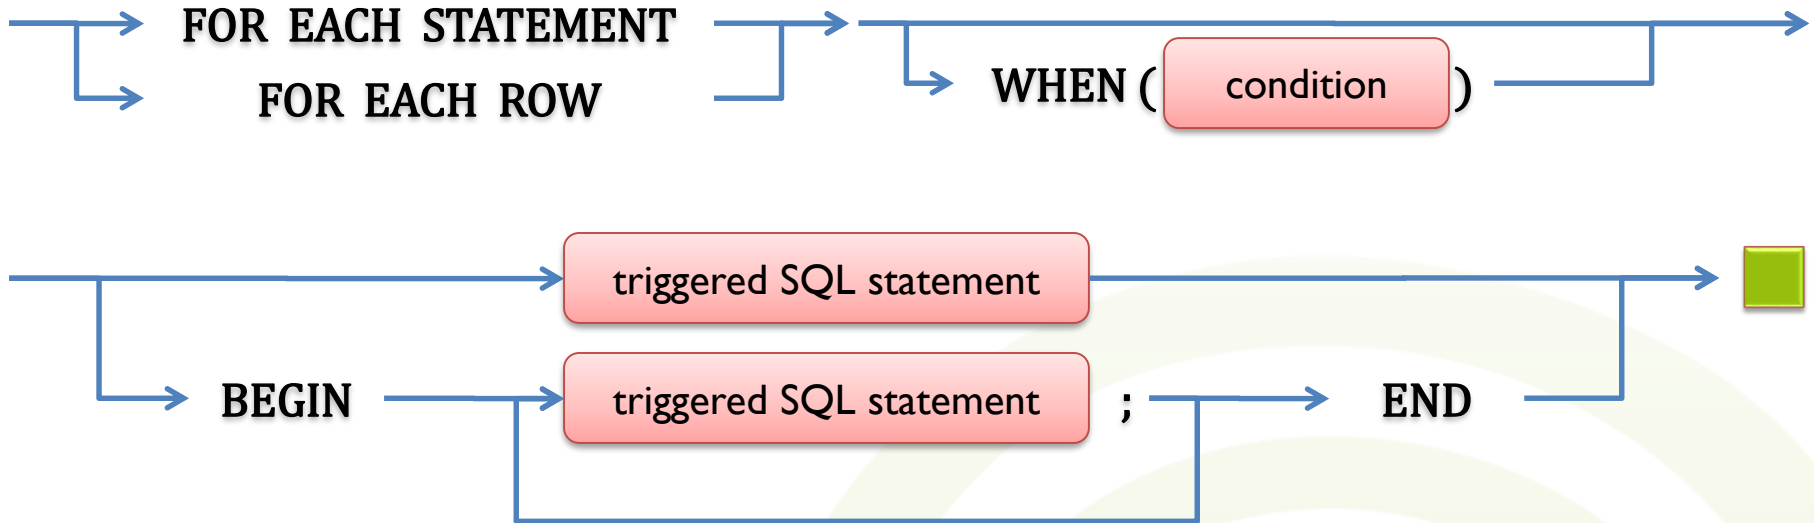 FOR EACH STATEMENT
FOR EACH ROW
WHEN ( condition )
triggered SQL statement
BEGIN triggered SQL statement ; END